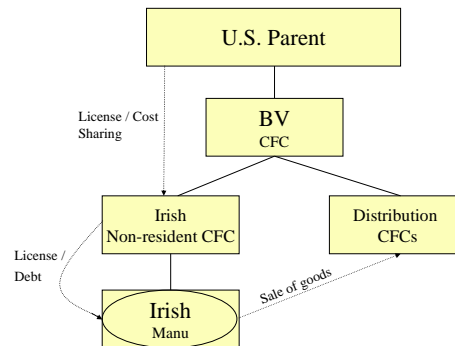 U.S. Parent
License / Cost
Sharing
BV
CFC
Irish
Non-resident CFC
Distribution
CFCs
License /
Debt
Sale of goods
Irish
Manu